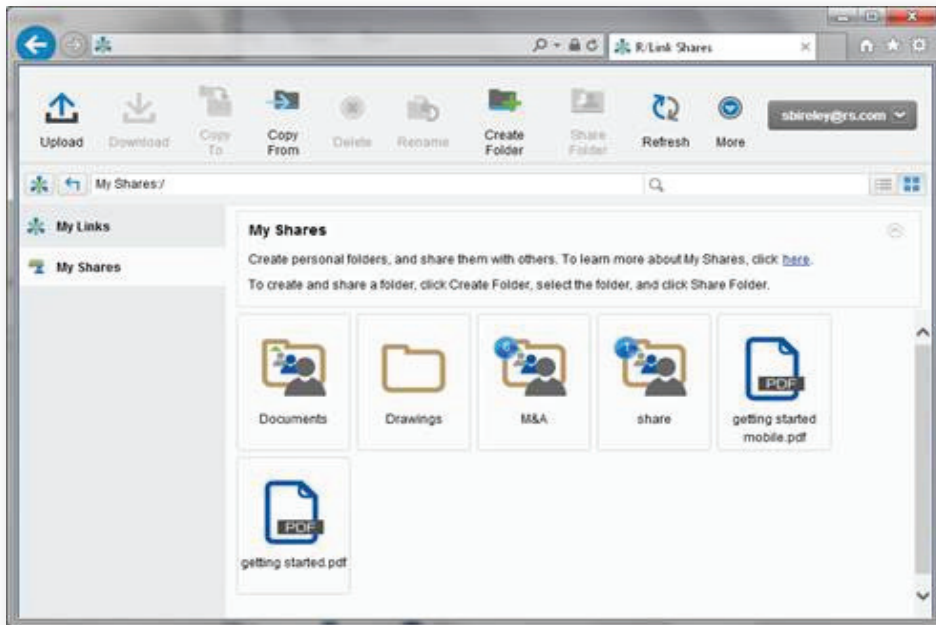 R/Link Shares
Upload
Download
Copy To
Copy From
Delete
Rename
Create Folder
Share Folder
Refresh
More
sbireley@rs.com
My Shares:/
My Links
My Shares
My Shares
Create personal folders, and share them with others. To learn more about My Shares, click here.
To create and share a folder, click Create Folder, select the folder, and click Share Folder.
6
1
PDF
Documents
Drawings
M&A
share
getting started
mobile.pdf
PDF
getting started.pdf